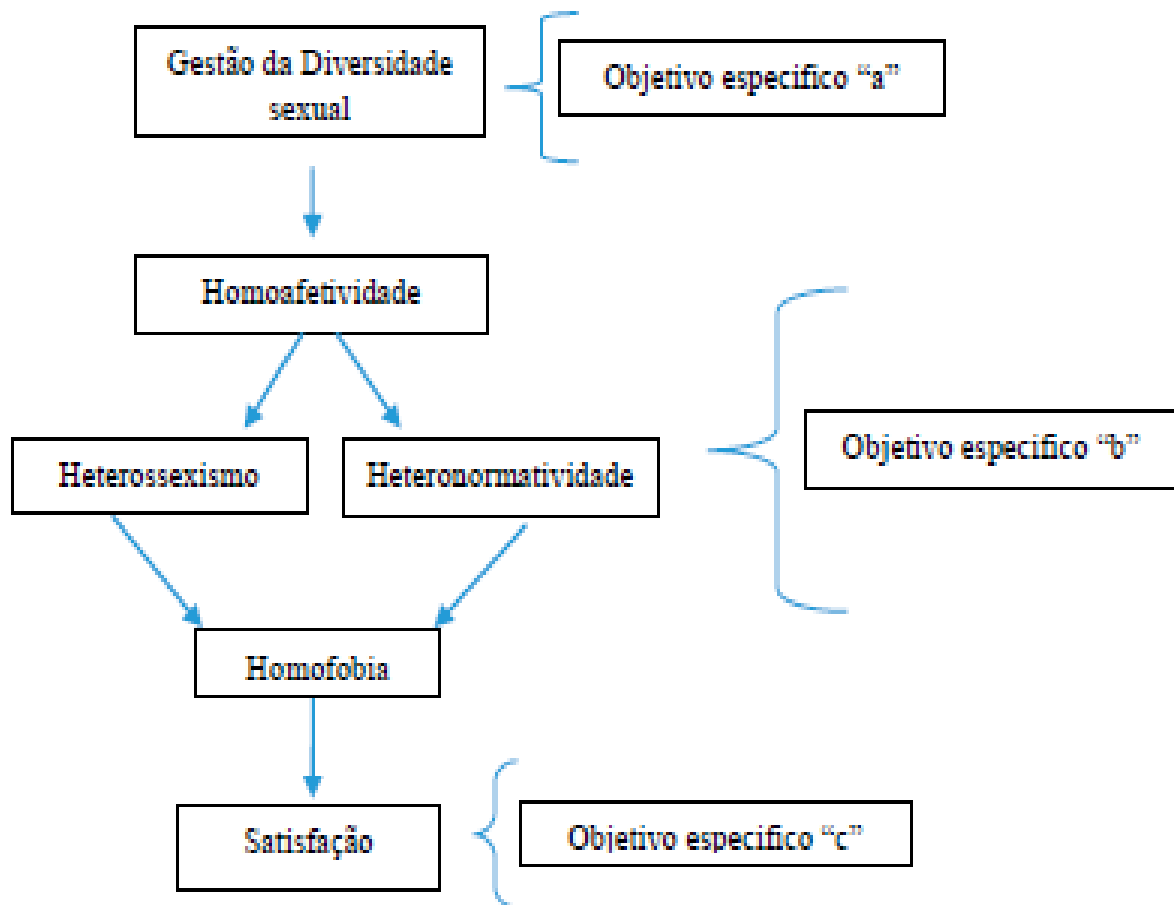 Gestão da Diversidade
sexual
Objetivo especifico “a”
Homoafetividade
Heterossexismo
Heteronormatividade
Objetivo especifico “b”
Homofobia
Satisfação
Objetivo especifico “c”